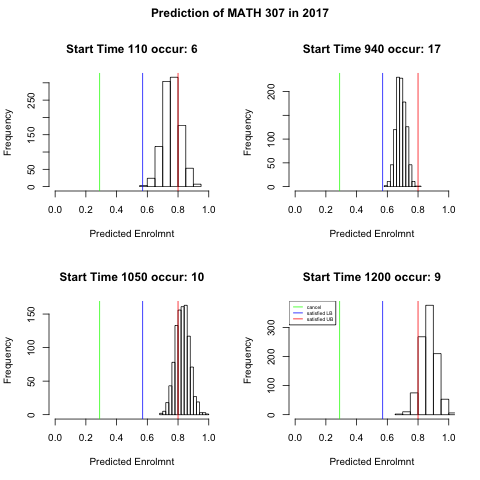 Prediction of MATH 307 in 2017
Start Time 110 occur: 6
Frequency
0
50
150
250
0.0 0.2 0.4 0.6 0.8 1.0
Predicted Enrolmnt
Start Time 940 occur: 17
Frequency
0
50
100
200
0.0 0.2 0.4 0.6 0.8 1.0
Predicted Enrolmnt
Start Time 1050 occur: 10
Frequency
0
50
100
150
0.0 0.2 0.4 0.6 0.8 1.0
Predicted Enrolmnt
Start Time 1200 occur: 9
cancel
satisfied LB
satisfied UB
Frequency
0
100
200
300
0.0 0.2 0.4 0.6 0.8 1.0
Predicted Enrolmnt